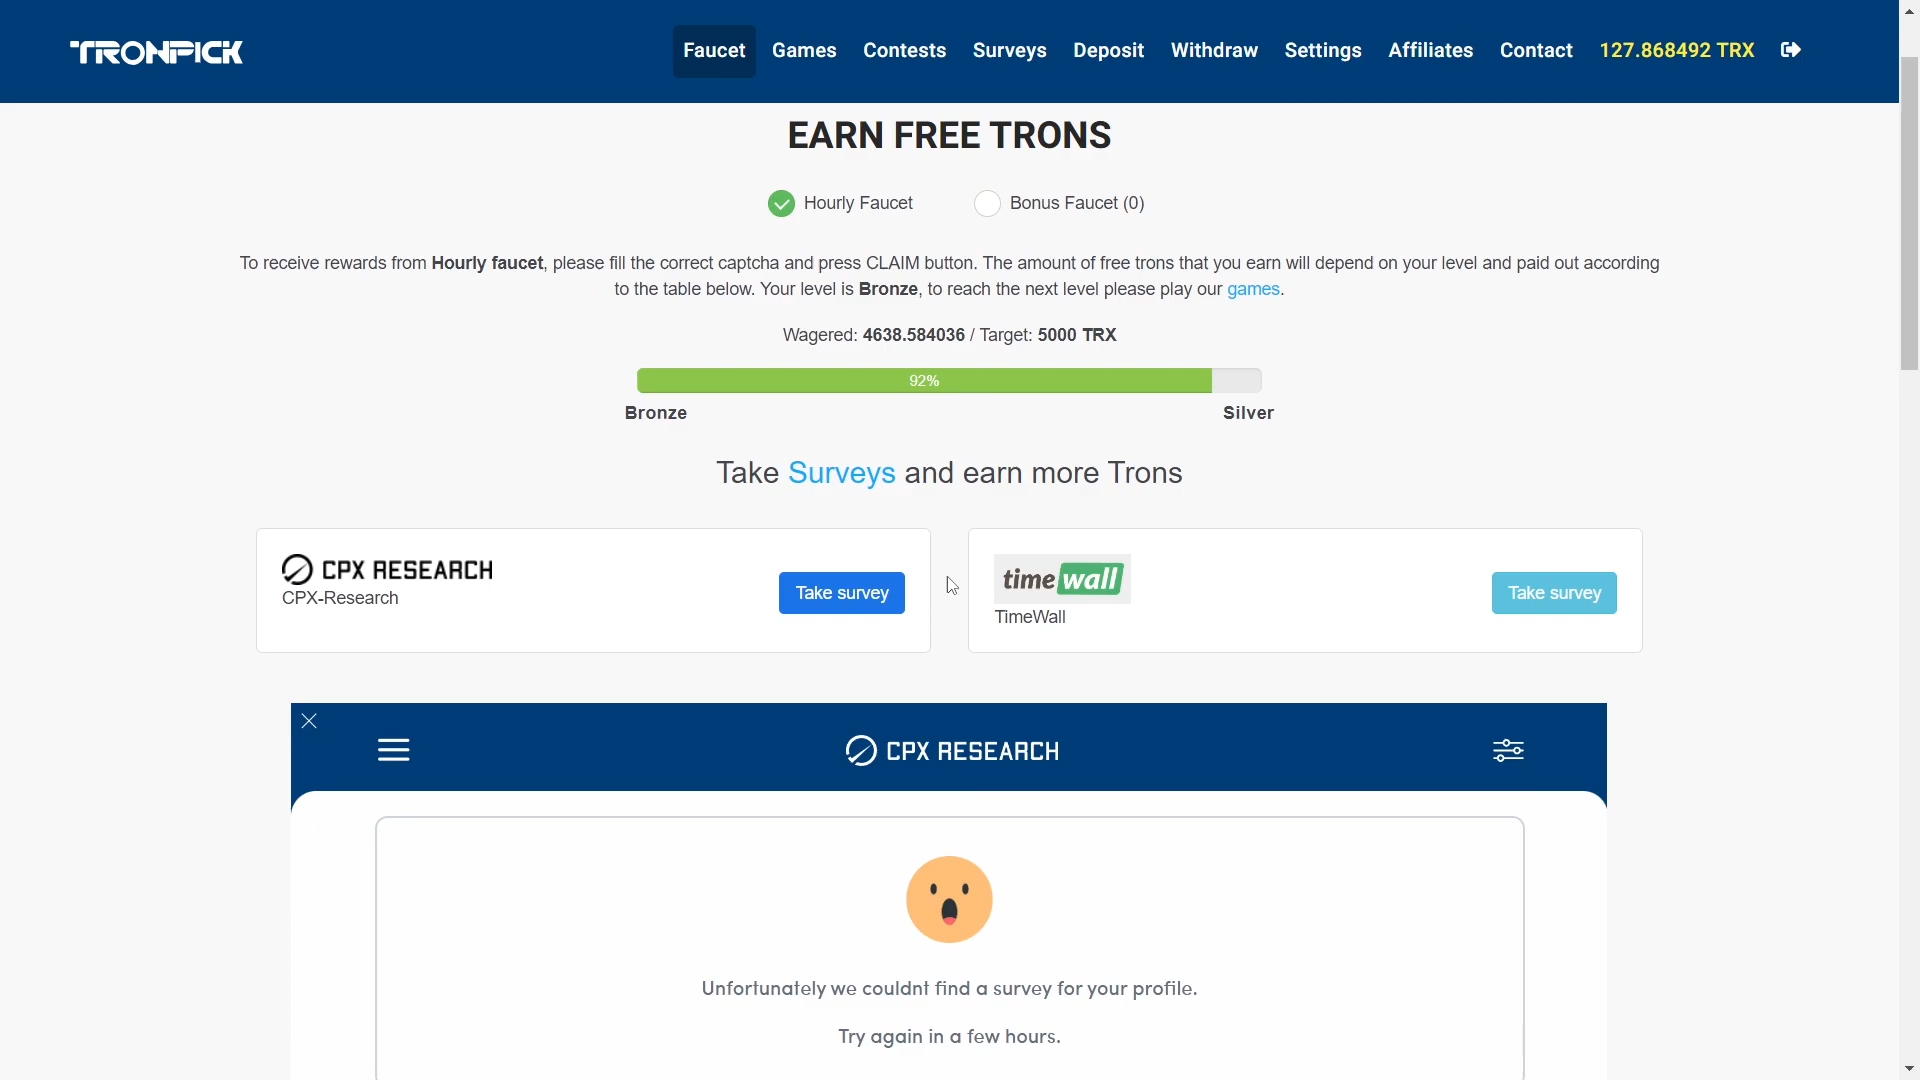 TRONPICK
Faucet Games Contests Surveys Deposit Withdraw Settings Affiliates Contact 127.868492 TRX
EARN FREE TRONS
Hourly Faucet Bonus Faucet (0)
To receive rewards from Hourly faucet, please fill the correct captcha and press CLAIM button. The amount of free trons that you earn will depend on your level and paid out according
to the table below. Your level is Bronze, to reach the next level please play our games.
Wagered: 4638.584036 / Target: 5000 TRX
92%
Bronze Silver
Take Surveys and earn more Trons
CPX RESEARCH
CPX-Research
Take survey
timewall
TimeWall
Take survey
CPX RESEARCH
Unfortunately we couldnt find a survey for your profile.
Try again in a few hours.